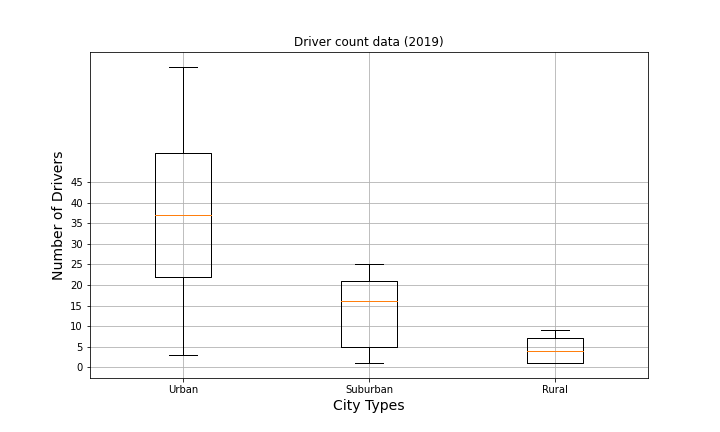 Driver count data (2019)
Number of Drivers
45
40
35
30
25
20
15
10
5
0
Urban
Suburban
Rural
City Types